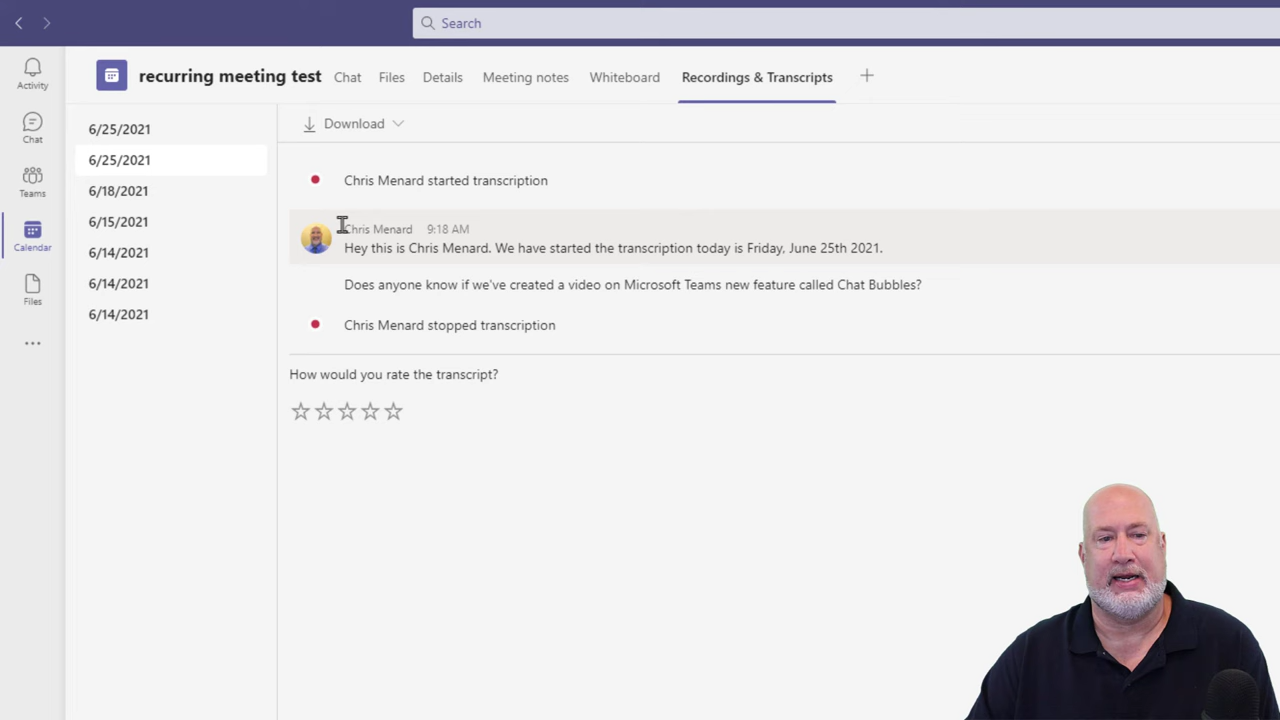 Search
recurring meeting test
Chat
Files
Details
Meeting notes
Whiteboard
Recordings & Transcripts
Activity
Chat
Teams
Calendar
Files
6/25/2021
6/25/2021
6/18/2021
6/15/2021
6/14/2021
6/14/2021
6/14/2021
Download
Chris Menard started transcription
Chris Menard 9:18 AM
Hey this is Chris Menard. We have started the transcription today is Friday, June 25th 2021.
Does anyone know if we've created a video on Microsoft Teams new feature called Chat Bubbles?
Chris Menard stopped transcription
How would you rate the transcript?